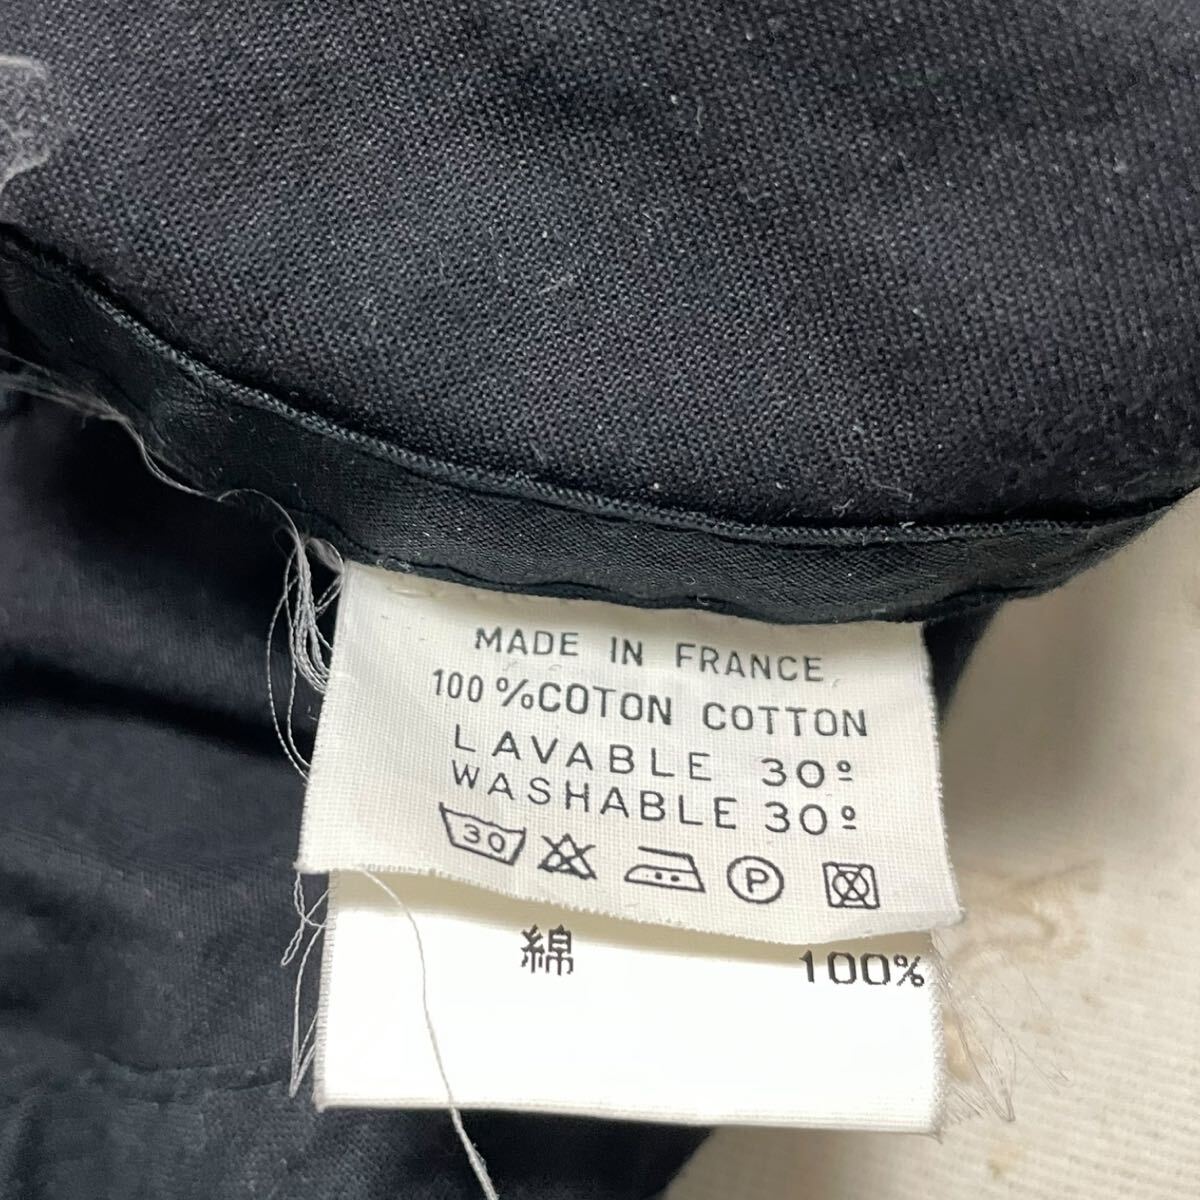 MADE IN FRANCE
100 %COTON COTTON
LAVABLE 30º
WASHABLE 30º
30 P
綿 100%